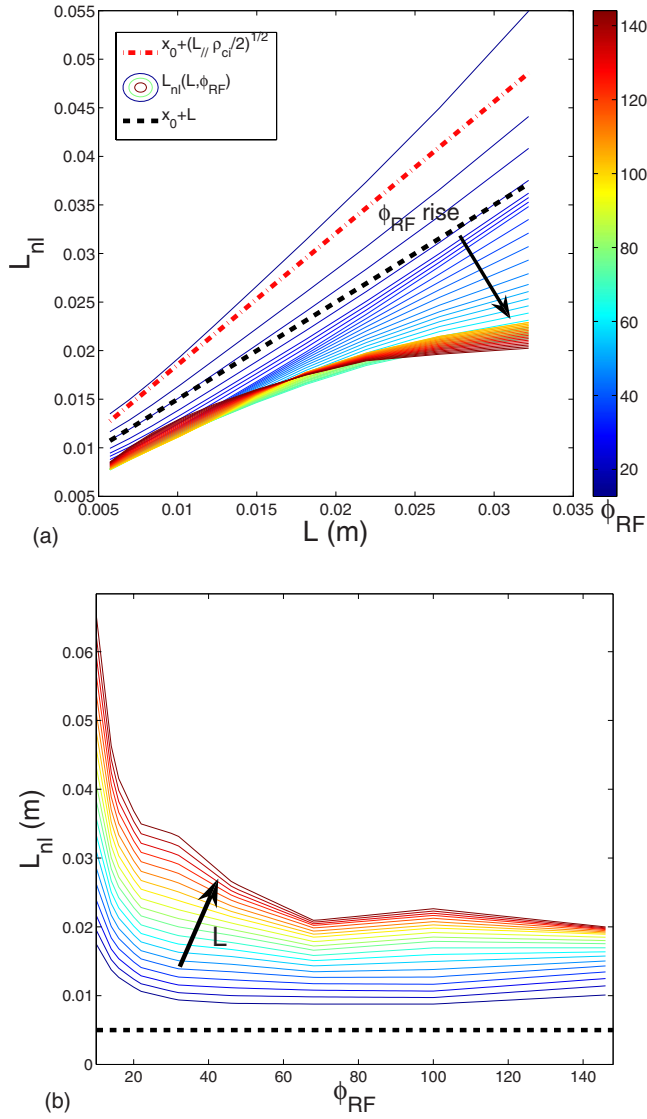 0.055
0.05
0.045
0.04
0.035
0.03
0.025
0.02
0.015
0.01
0.005
L_nl
x_0+(L_// ρ_ci/2)^1/2
L_nl(L,ϕ_RF)
x_0+L
ϕ_RF rise
0.005 0.01 0.015 0.02 0.025 0.03 0.035
L (m)
(a)
140
120
100
80
60
40
20
ϕ_RF
0.06
0.05
0.04
0.03
0.02
0.01
0
L_nl (m)
L
20 40 60 80 100 120 140
ϕ_RF
(b)